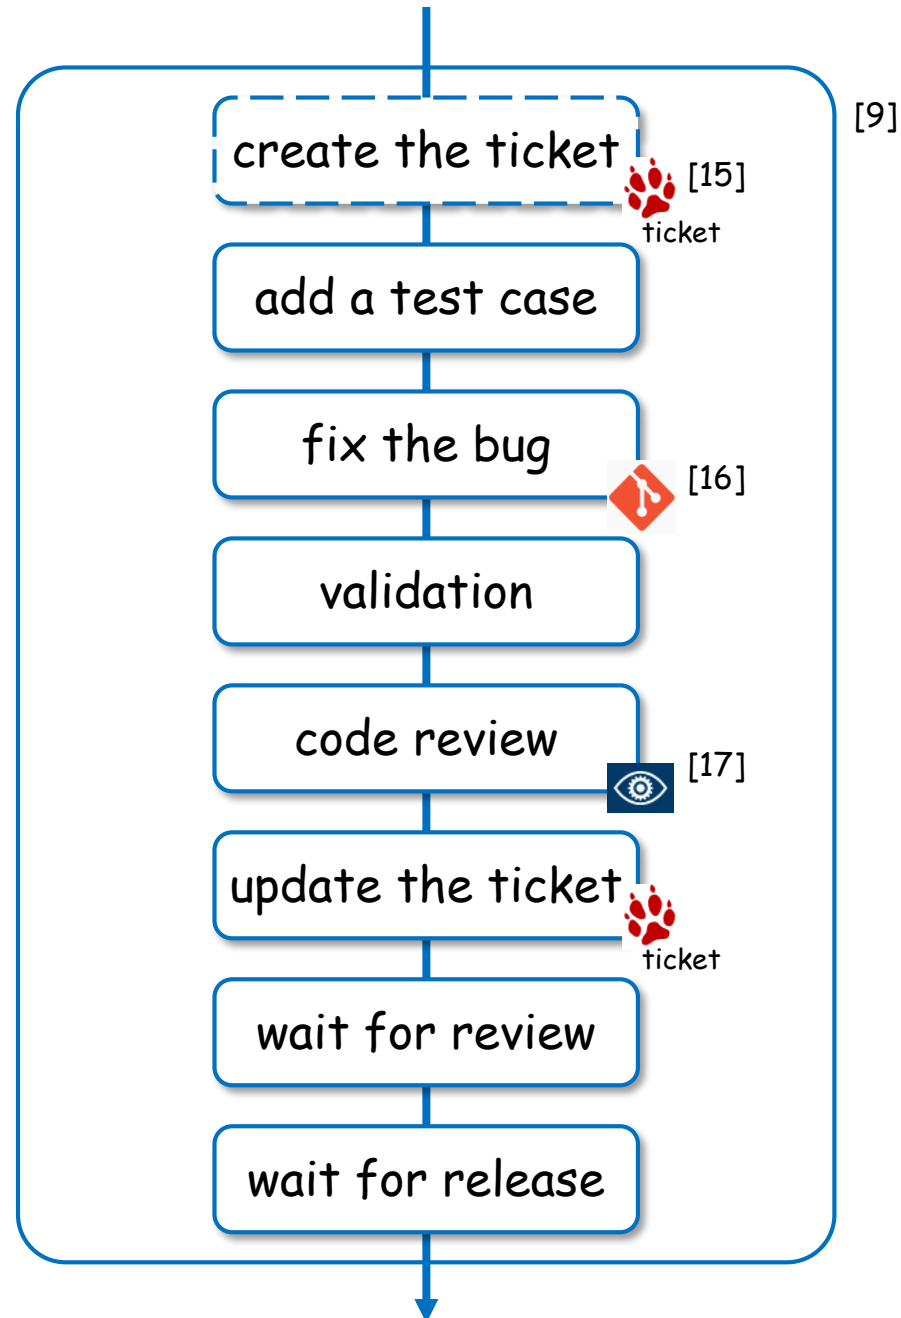 [9]
create the ticket
[15]
ticket
add a test case
fix the bug
[16]
validation
code review
[17]
update the ticket
ticket
wait for review
wait for release